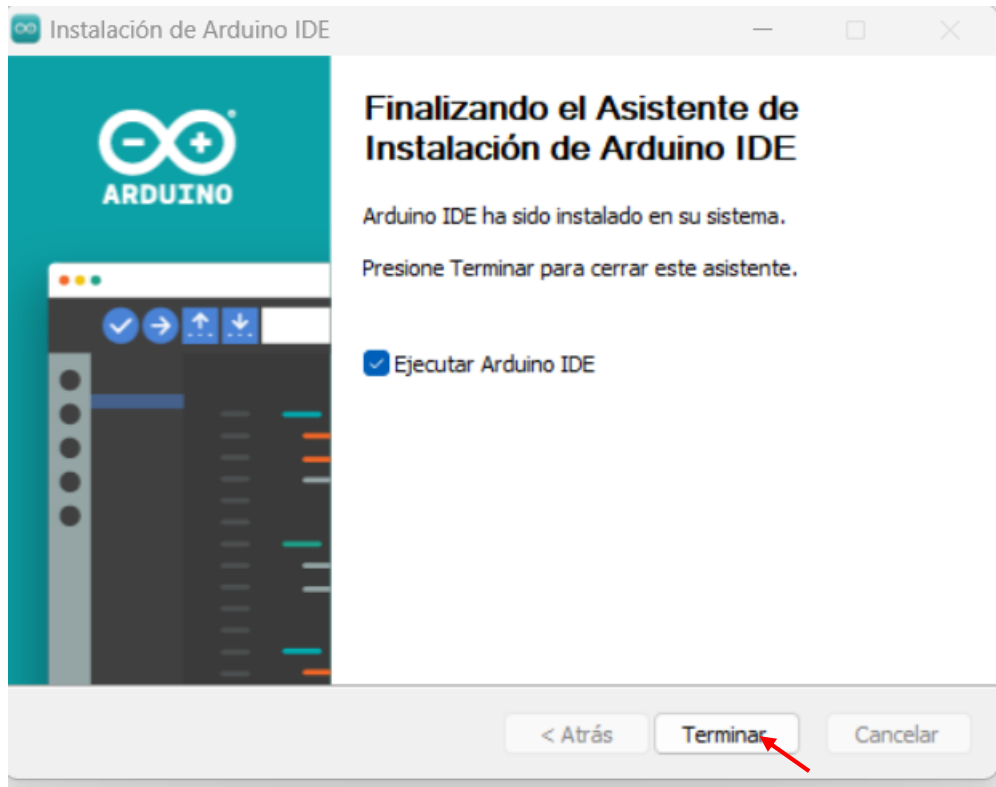 Instalación de Arduino IDE
ARDUINO
Finalizando el Asistente de
Instalación de Arduino IDE
Arduino IDE ha sido instalado en su sistema.
Presione Terminar para cerrar este asistente.
Ejecutar Arduino IDE
< Atrás
Terminar
Cancelar